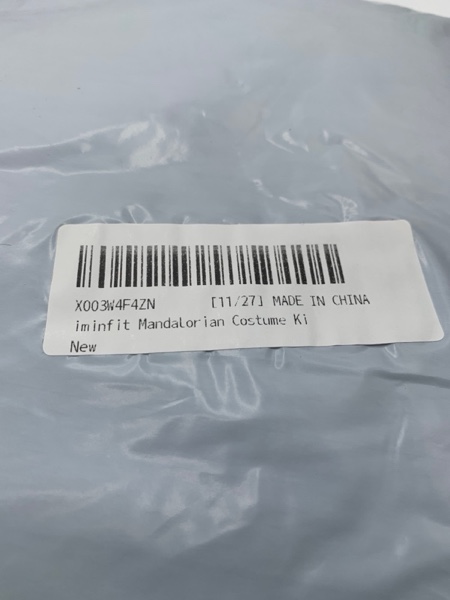 X003W4F4ZN [11/27] MADE IN CHINA
iminfit Mandalorian Costume Ki
New